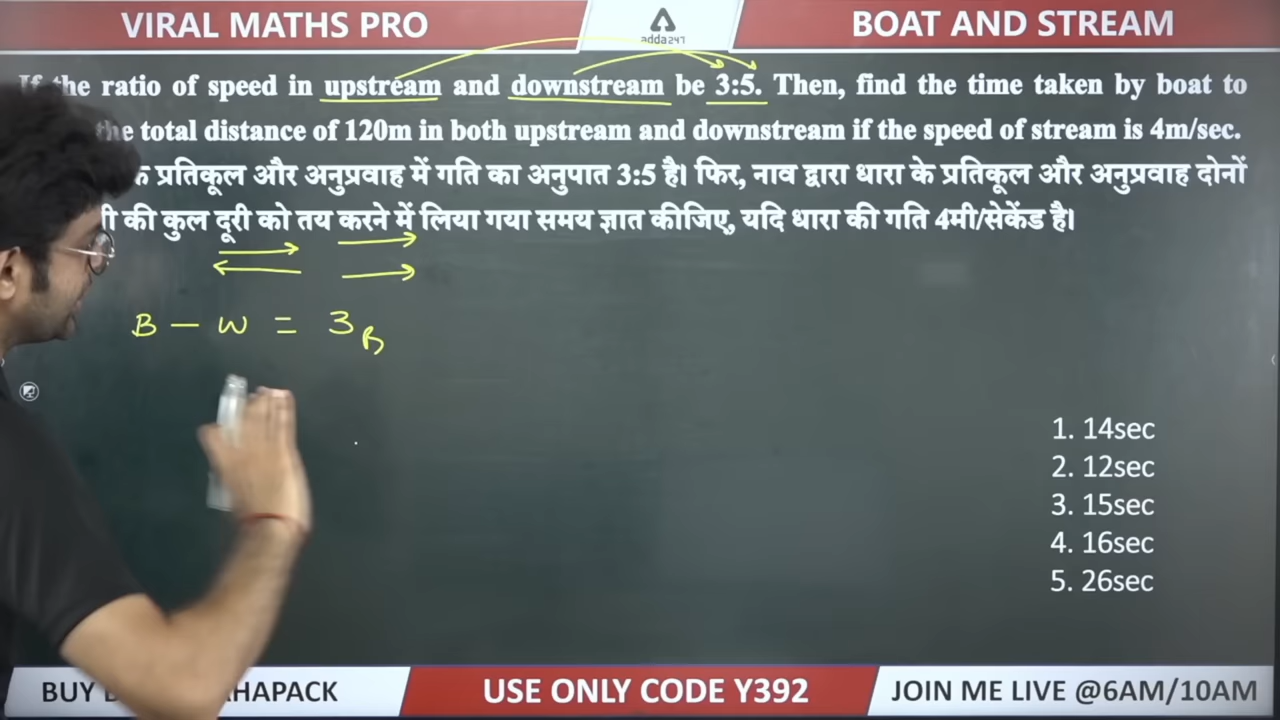 VIRAL MATHS PRO
adda247
BOAT AND STREAM
If the ratio of speed in upstream and downstream be 3:5. Then, find the time taken by boat to
the total distance of 120m in both upstream and downstream if the speed of stream is 4m/sec.
प्रतिकूल और अनुप्रवाह में गति का अनुपात 3:5 है। फिर, नाव द्वारा धारा के प्रतिकूल और अनुप्रवाह दोनों
की कुल दूरी को तय करने में लिया गया समय ज्ञात कीजिए, यदि धारा की गति 4मी/सेकेंड है।
B - W = 3
1. 14sec
2. 12sec
3. 15sec
4. 16sec
5. 26sec
BUY
HAPACK
USE ONLY CODE Y392
JOIN ME LIVE @6AM/10AM